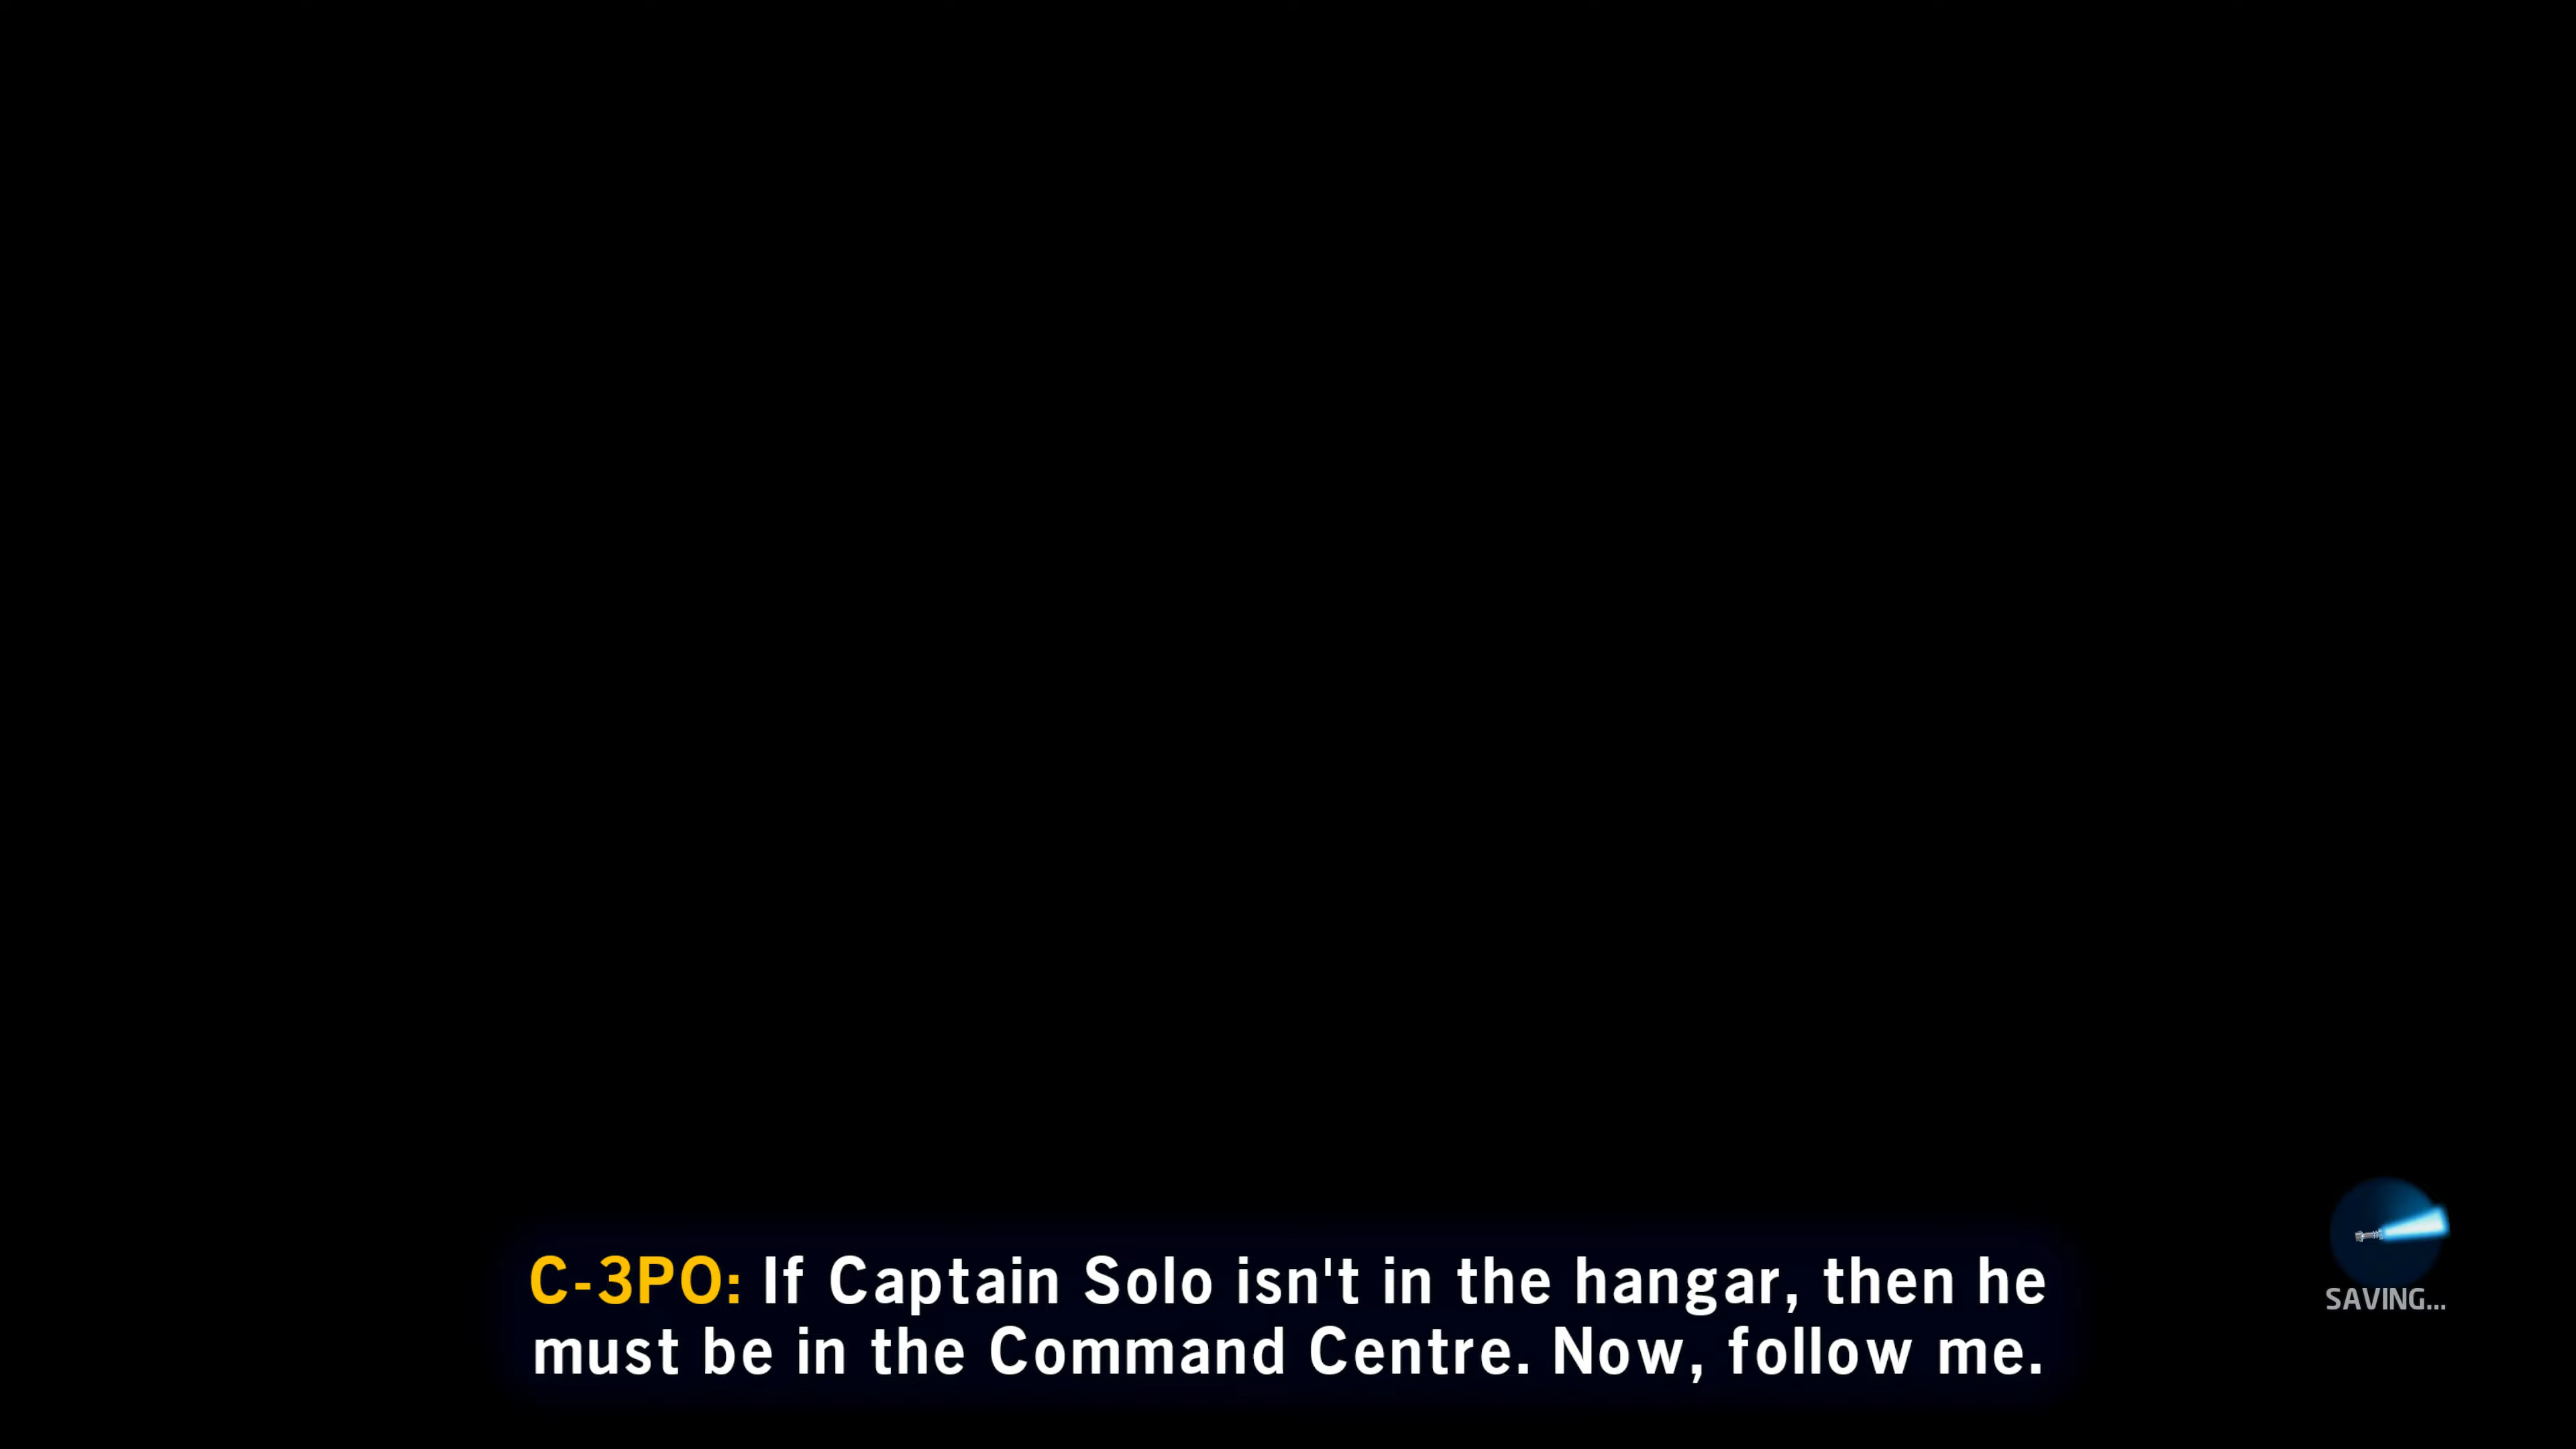 C-3PO: If Captain Solo isn't in the hangar, then he
must be in the Command Centre. Now, follow me.
SAVING...